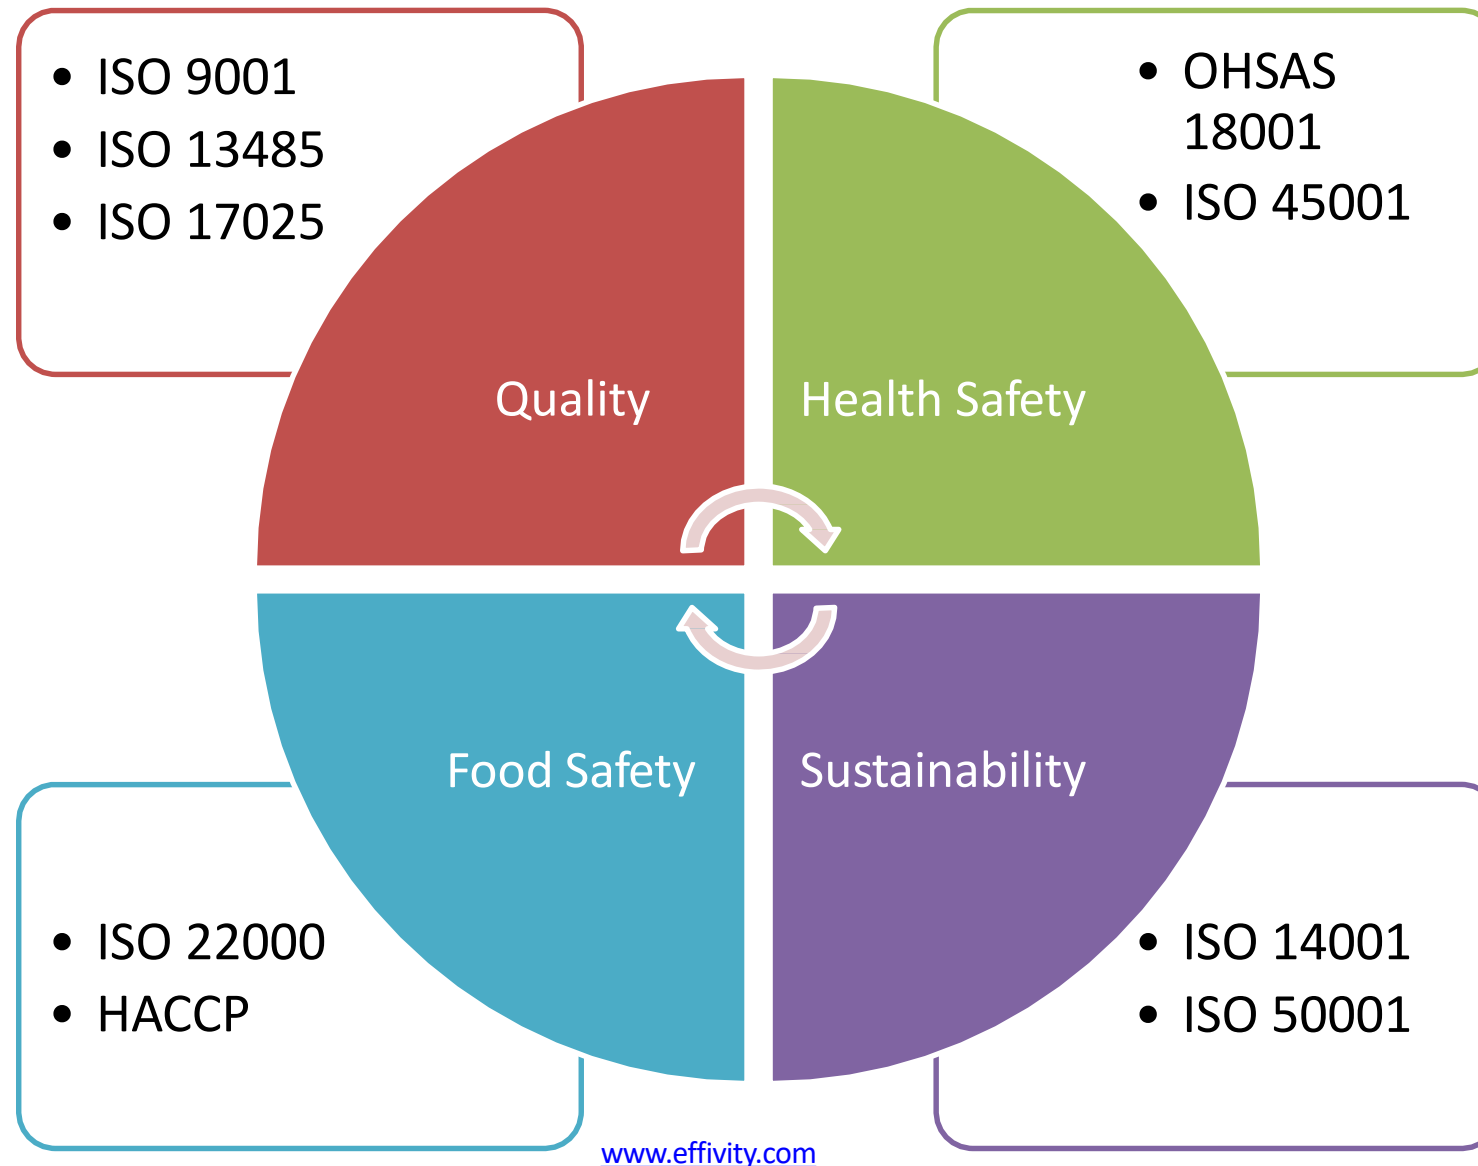 • ISO 9001
• ISO 13485
• ISO 17025
• OHSAS
18001
• ISO 45001
Quality
Health Safety
Food Safety
Sustainability
• ISO 22000
• HACCP
• ISO 14001
• ISO 50001
www.effivity.com